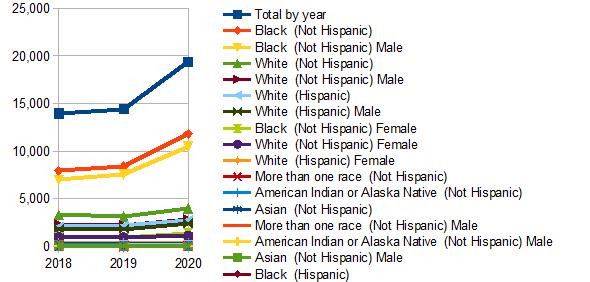 25,000
20,000
15,000
10,000
5,000
0
2018 2019 2020
Total by year
Black (Not Hispanic)
Black (Not Hispanic) Male
White (Not Hispanic)
White (Not Hispanic) Male
White (Hispanic)
White (Hispanic) Male
Black (Not Hispanic) Female
White (Not Hispanic) Female
White (Hispanic) Female
More than one race (Not Hispanic)
American Indian or Alaska Native (Not Hispanic)
Asian (Not Hispanic)
More than one race (Not Hispanic) Male
American Indian or Alaska Native (Not Hispanic) Male
Asian (Not Hispanic) Male
Black (Hispanic)